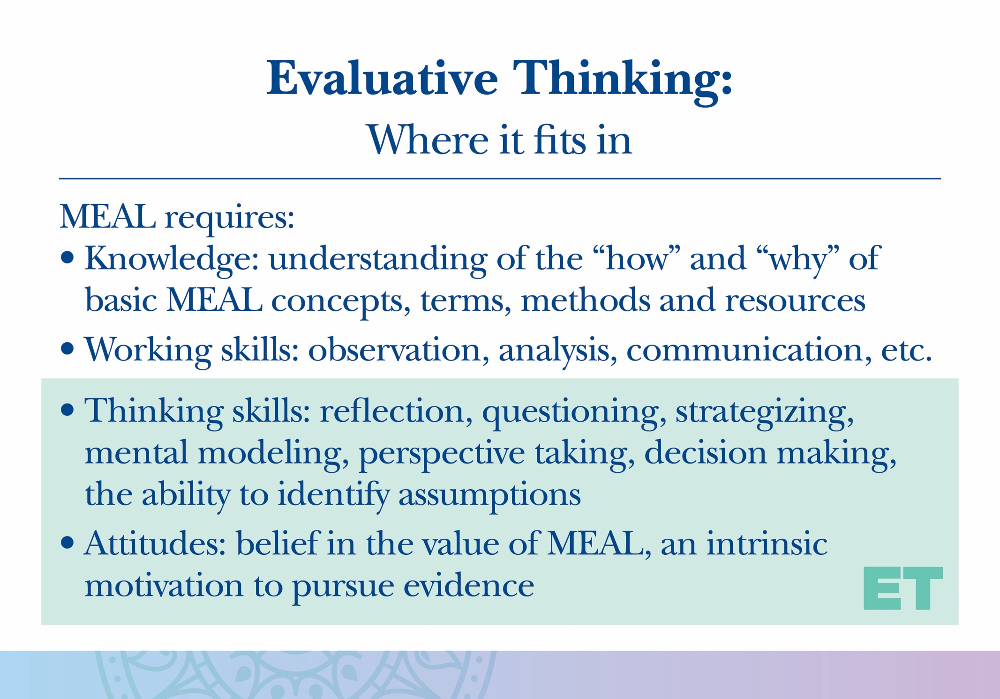 Evaluative Thinking:
Where it fits in
MEAL requires:
• Knowledge: understanding of the “how” and “why” of
basic MEAL concepts, terms, methods and resources
• Working skills: observation, analysis, communication, etc.
• Thinking skills: reflection, questioning, strategizing,
mental modeling, perspective taking, decision making,
the ability to identify assumptions
• Attitudes: belief in the value of MEAL, an intrinsic
motivation to pursue evidence
ET